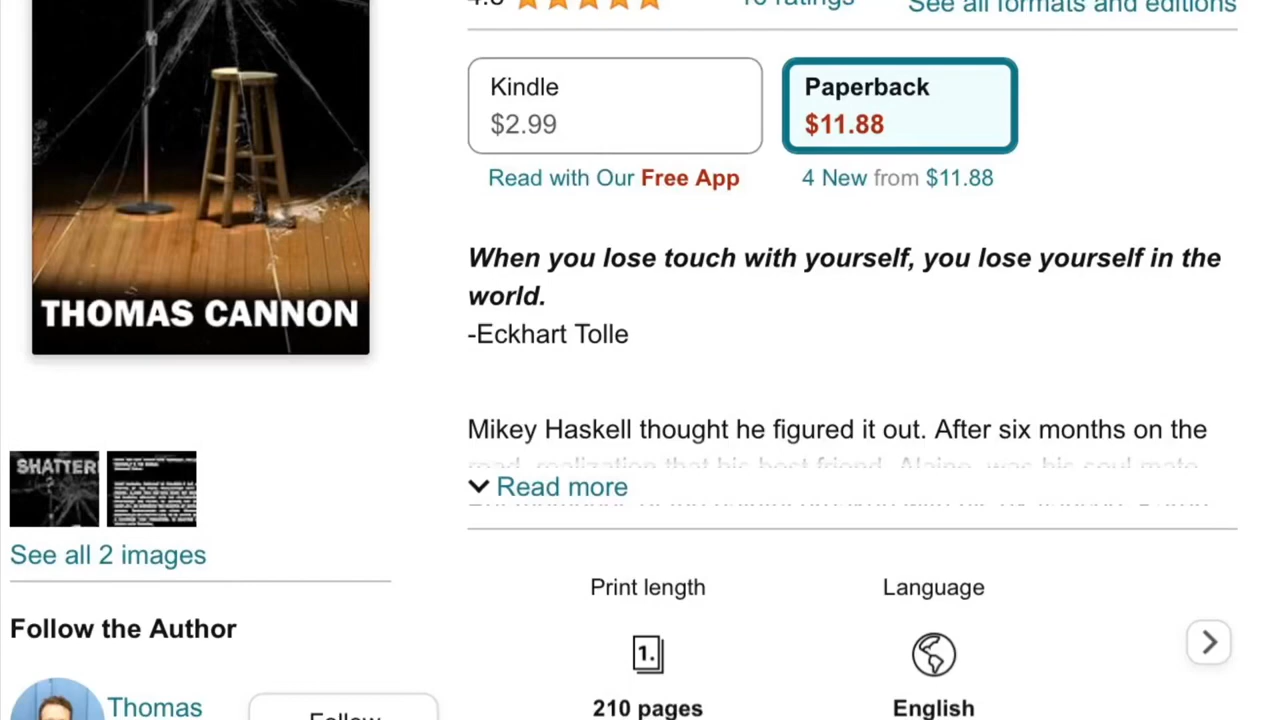 See all formats and editions
Kindle
$2.99
Paperback
$11.88
Read with Our Free App
4 New from $11.88
When you lose touch with yourself, you lose yourself in the
world.
-Eckhart Tolle
THOMAS CANNON
Mikey Haskell thought he figured it out. After six months on the
Read more
SHATTER
See all 2 images
Print length
Language
Follow the Author
1.
210 pages
English
Thomas
Follow